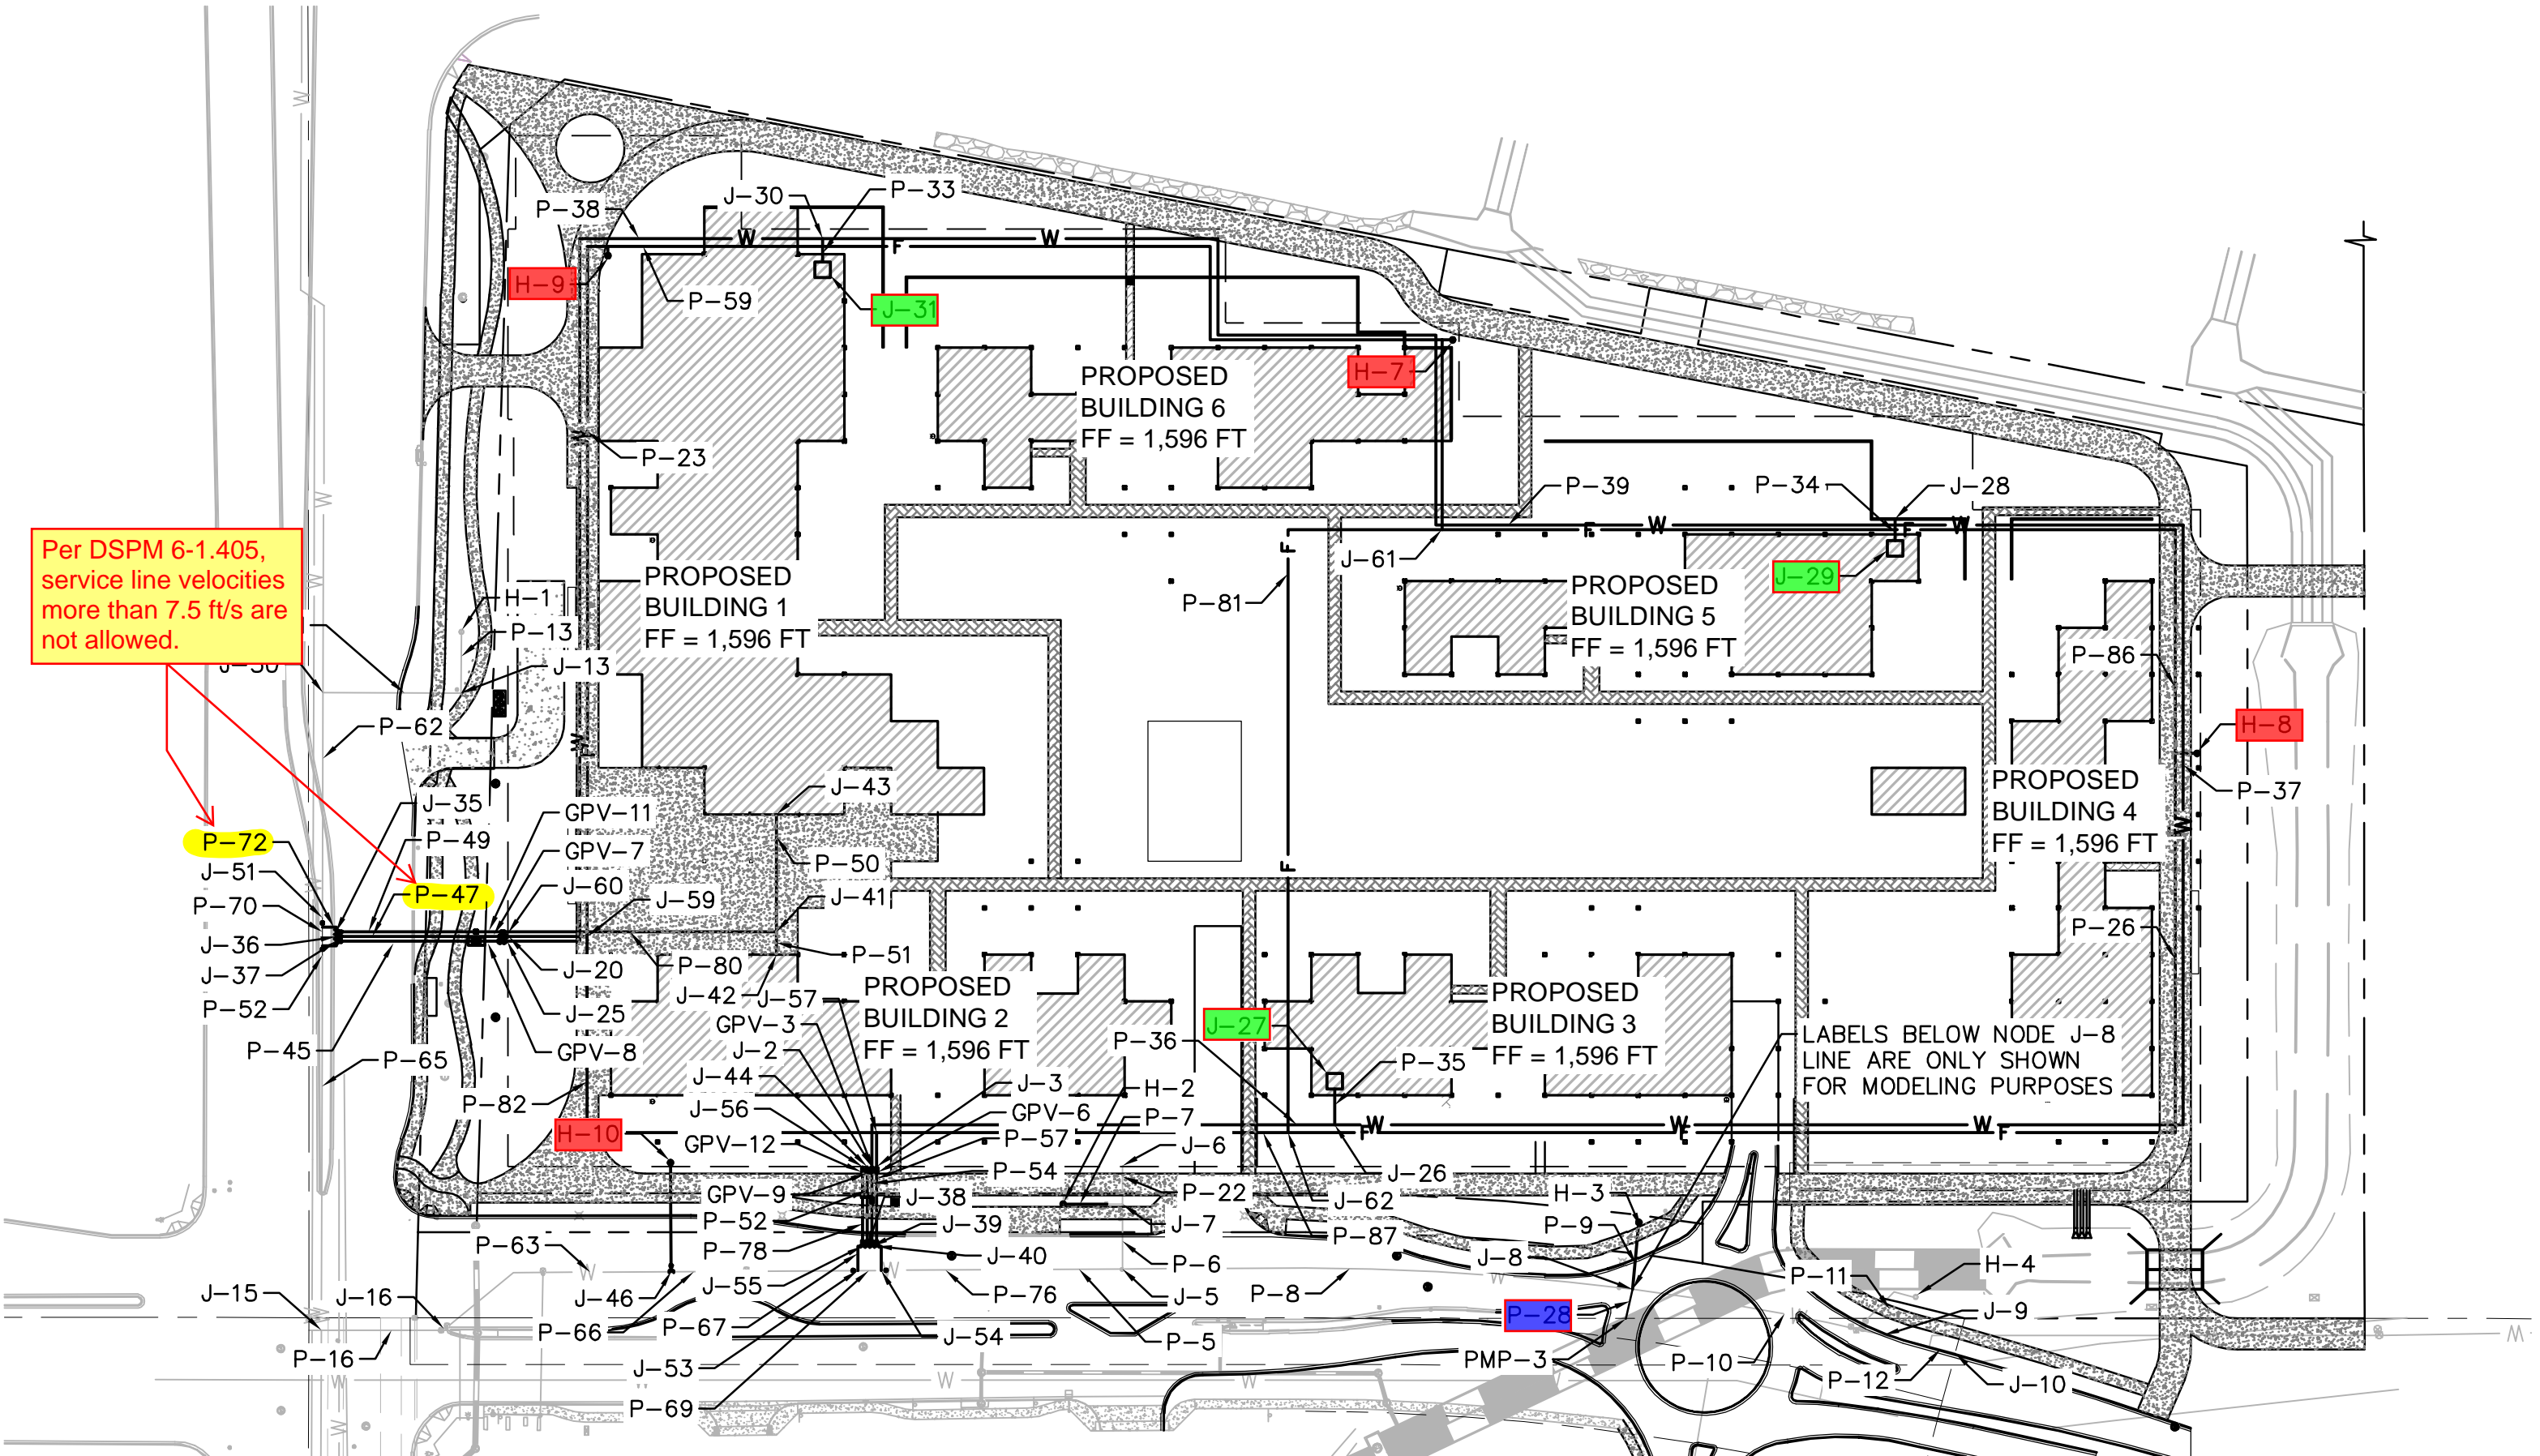 J-30
P-33
P-38
W
W
F
H-9
P-59
J-31
H-7
PROPOSED
BUILDING 6
FF = 1,596 FT
W
P-23
P-39
P-34
J-28
W
F
W
F
W
F
F
J-61
J-29
Per DSPM 6-1.405,
service line velocities
more than 7.5 ft/s are
not allowed.
PROPOSED
BUILDING 1
FF = 1,596 FT
PROPOSED
BUILDING 5
FF = 1,596 FT
H-1
P-81
P-13
J-13
P-86
P-62
H-8
W
PROPOSED
BUILDING 4
FF = 1,596 FT
P-37
W
J-43
J-35
GPV-11
P-72
P-49
GPV-7
J-51
P-50
F
P-47
J-60
J-59
J-41
P-70
P-26
J-36
P-51
P-80
J-37
J-20
J-42
J-57
P-52
J-25
PROPOSED
BUILDING 2
FF = 1,596 FT
PROPOSED
BUILDING 3
FF = 1,596 FT
GPV-3
J-27
P-36
LABELS BELOW NODE J-8
LINE ARE ONLY SHOWN
FOR MODELING PURPOSES
P-45
GPV-8
P-65
J-2
P-35
J-44
J-3
H-2
P-82
J-56
GPV-6
P-7
H-10
GPV-12
P-57
J-6
W
F
W
F
W
F
P-54
J-26
GPV-9
J-38
P-22
J-62
H-3
P-52
J-39
J-7
P-87
P-9
P-63
P-78
J-40
P-6
J-8
H-4
W
W
W
J-15
J-16
J-46
J-55
P-76
J-5
P-8
P-11
P-28
J-9
P-66
P-67
J-54
P-5
P-16
J-53
PMP-3
P-10
W
W
W
W
P-12
J-10
P-69